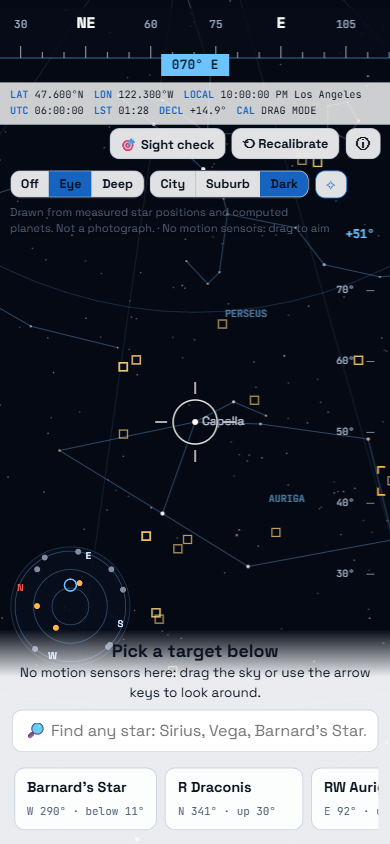 30 NE 60 75 E 105
070° E
LAT 47.600°N LON 122.300°W LOCAL 10:00:00 PM Los Angeles
UTC 06:00:00 LST 01:28 DECL +14.9° CAL DRAG MODE
🎯 Sight check ⟲ Recalibrate ⓘ
Off Eye Deep City Suburb Dark ✧
Drawn from measured star positions and computed
planets. Not a photograph. · No motion sensors: drag to aim
+51°
70°
PERSEUS
60°
Capella
50°
AURIGA
40°
30°
E
N
S
W
Pick a target below
No motion sensors here: drag the sky or use the arrow
keys to look around.
🔎 Find any star: Sirius, Vega, Barnard's Star.
Barnard's Star R Draconis RW Auri
W 290° · below 11° N 341° · up 30° E 92° · u